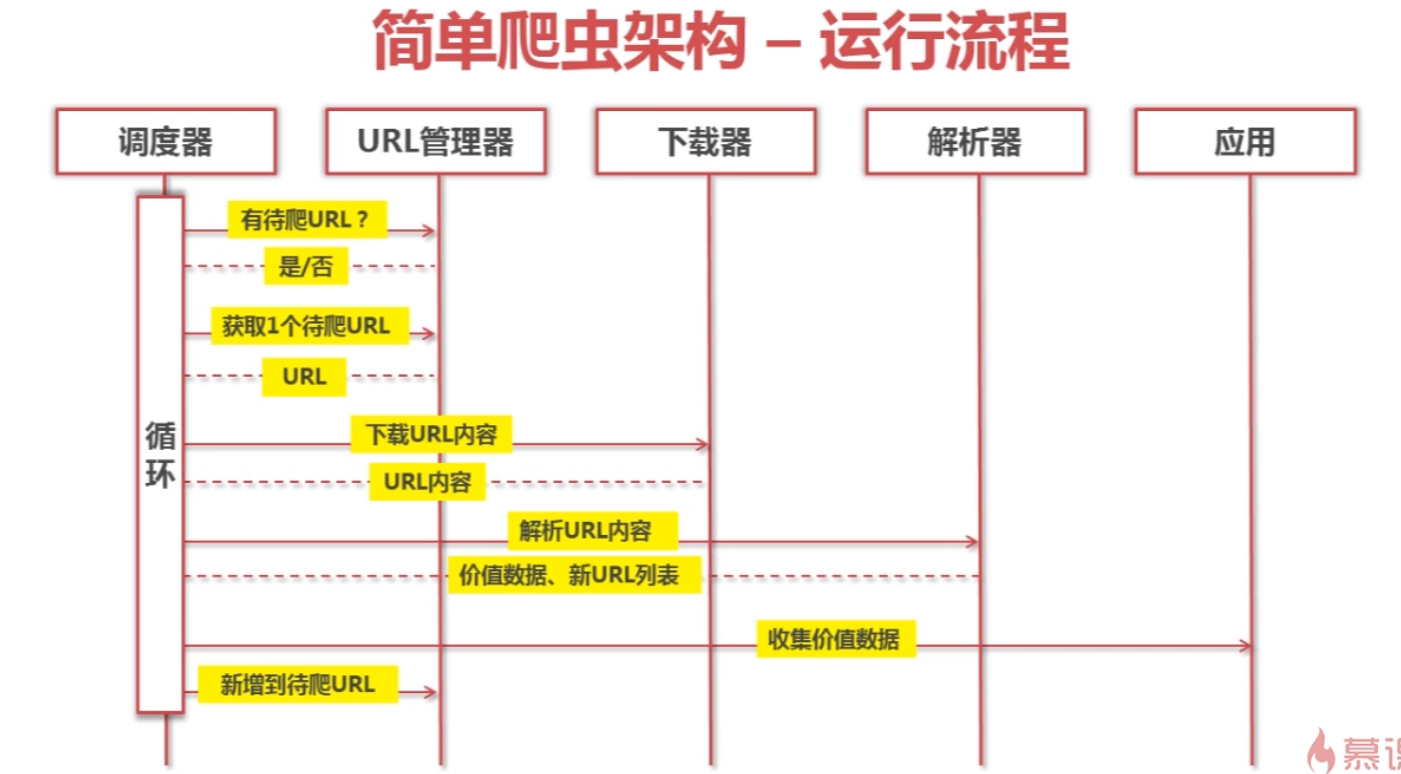 简单爬虫架构 – 运行流程
调度器
URL管理器
下载器
解析器
应用
循环
有待爬URL？
是/否
获取1个待爬URL
URL
下载URL内容
URL内容
解析URL内容
价值数据、新URL列表
收集价值数据
新增到待爬URL
慕